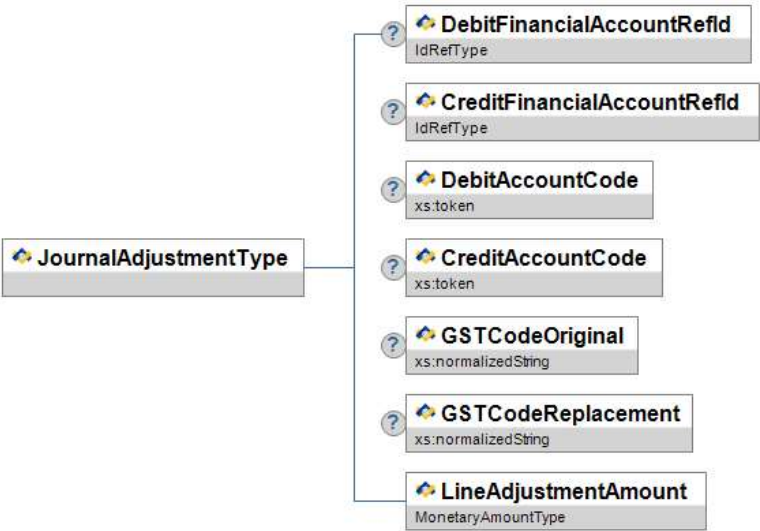 ?
DebitFinancialAccountRefId
IdRefType
?
CreditFinancialAccountRefId
IdRefType
?
DebitAccountCode
xs:token
JournalAdjustmentType
?
CreditAccountCode
xs:token
?
GSTCodeOriginal
xs:normalizedString
?
GSTCodeReplacement
xs:normalizedString
LineAdjustmentAmount
MonetaryAmountType